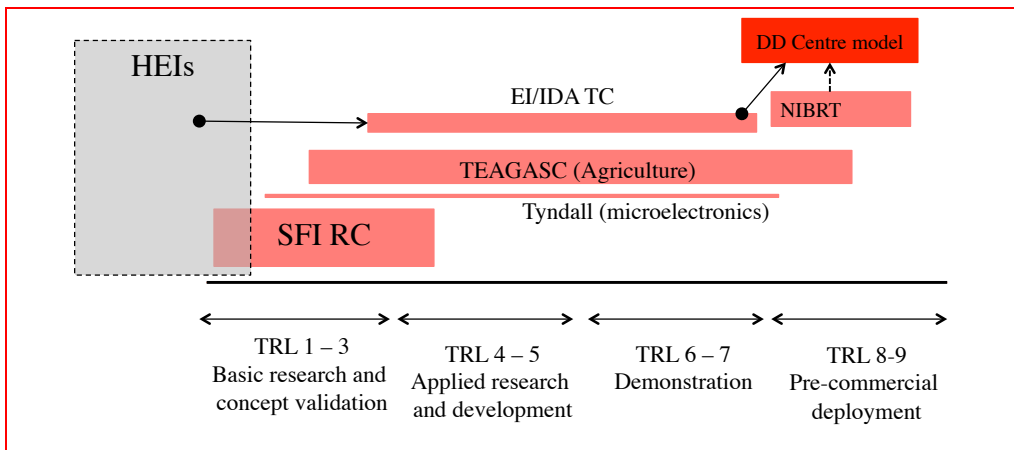 HEIs
DD Centre model
EI/IDA TC
NIBRT
TEAGASC (Agriculture)
Tyndall (microelectronics)
SFI RC
TRL 1 – 3
Basic research and
concept validation
TRL 4 – 5
Applied research
and development
TRL 6 – 7
Demonstration
TRL 8-9
Pre-commercial
deployment